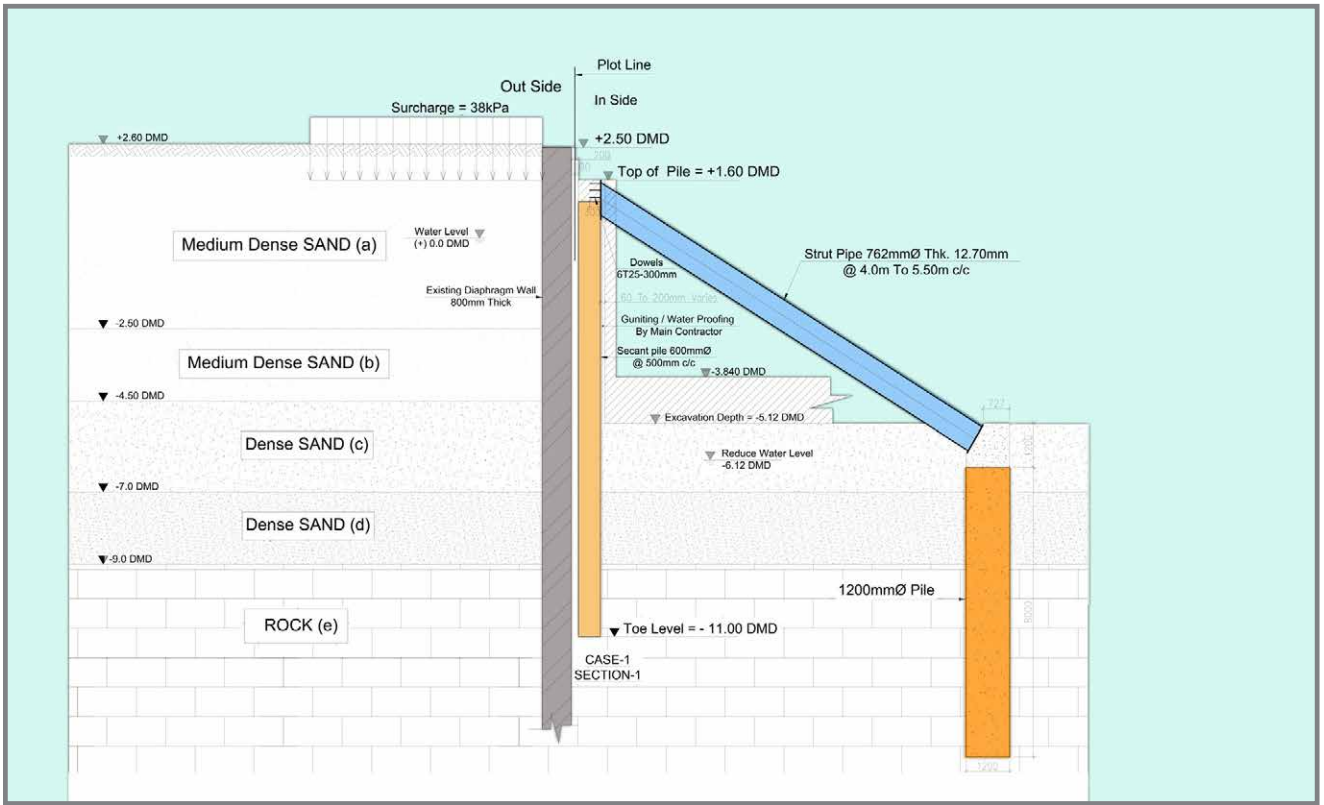 Plot Line
Out Side
In Side
Surcharge = 38kPa
+2.60 DMD
+2.50 DMD
Top of Pile = +1.60 DMD
Medium Dense SAND (a)
Water Level
(+) 0.0 DMD
Strut Pipe 762mmØ Thk. 12.70mm
@ 4.0m To 5.50m c/c
Dowels
6T25-300mm
Existing Diaphragm Wall
800mm Thick
60 To 200mm Varies
Guniting / Water Proofing
By Main Contractor
-2.50 DMD
Secant pile 600mmØ
@ 500mm c/c
Medium Dense SAND (b)
-3.840 DMD
-4.50 DMD
727
Excavation Depth = -5.12 DMD
Dense SAND (c)
Reduce Water Level
-6.12 DMD
-7.0 DMD
Dense SAND (d)
-9.0 DMD
1200mmØ Pile
8000
ROCK (e)
Toe Level = - 11.00 DMD
CASE-1
SECTION-1
1200